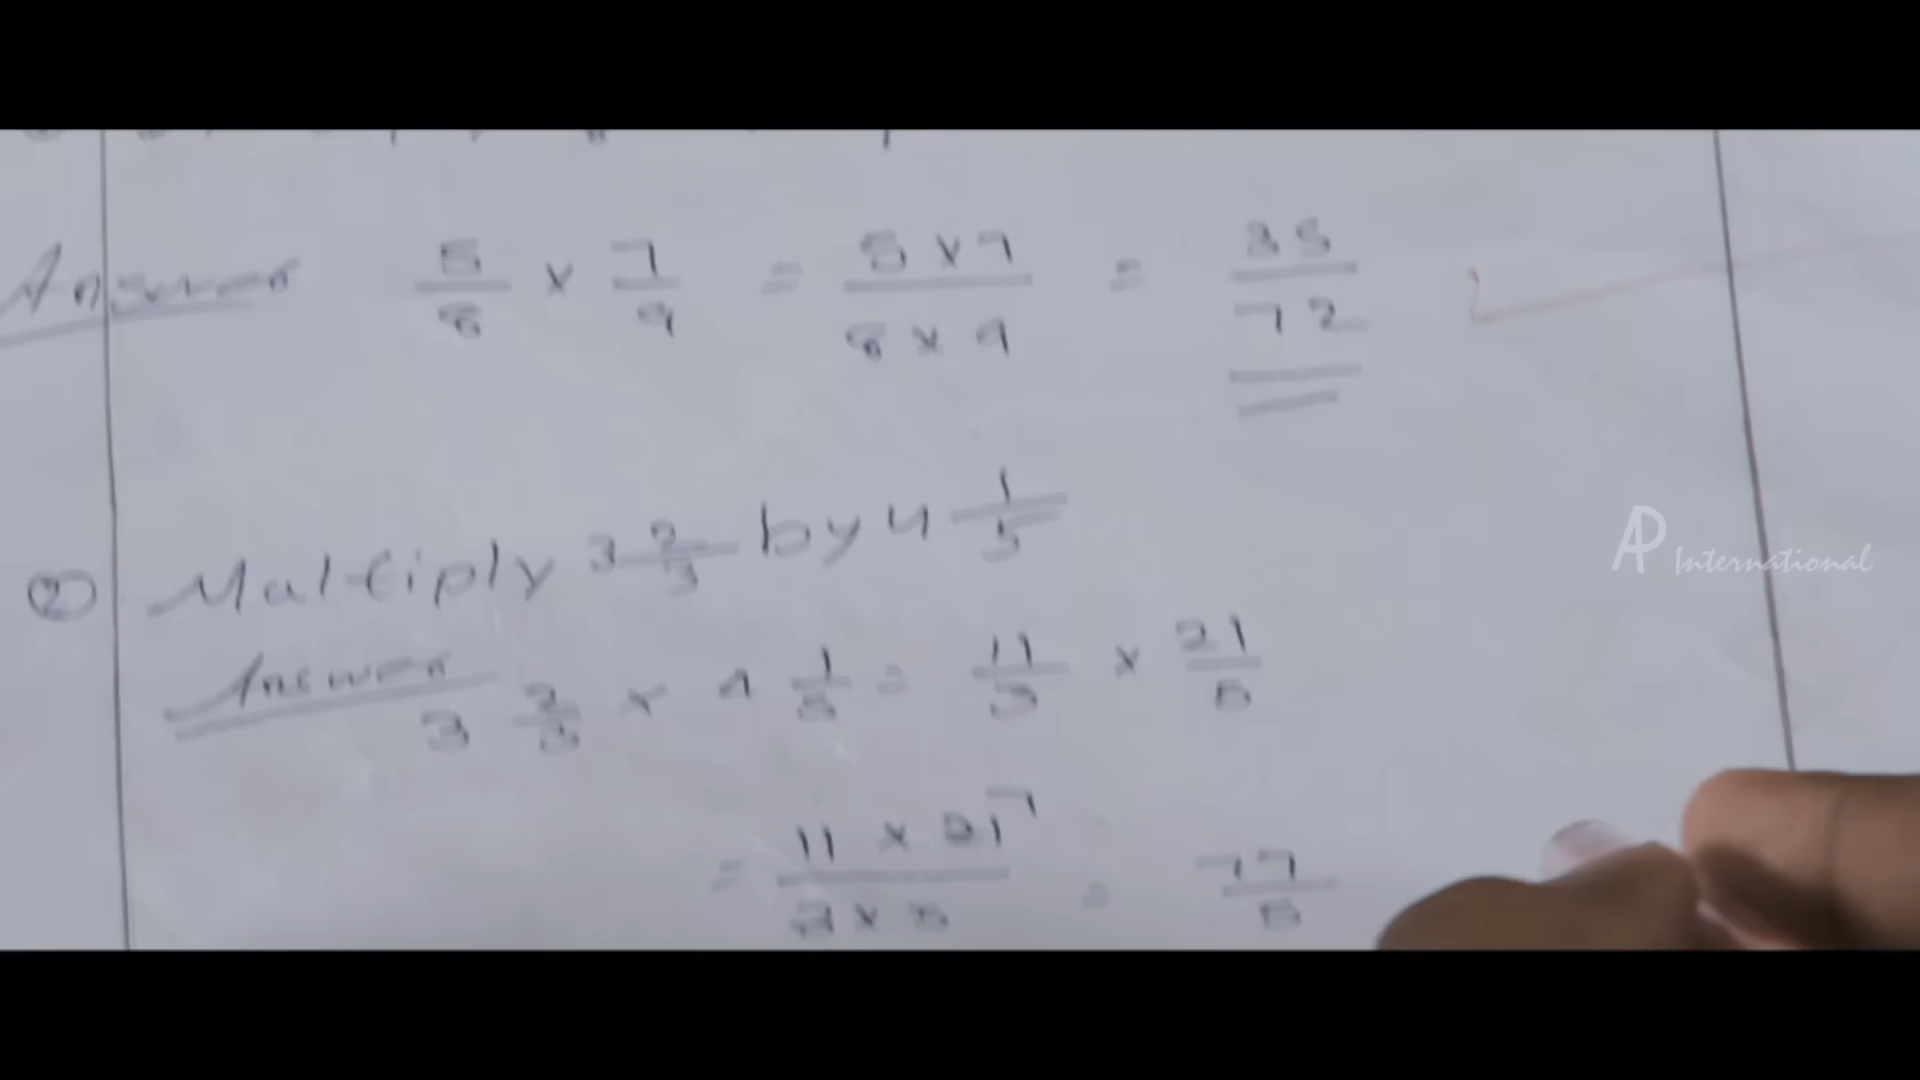 Answer 5/8 × 7/9 = 5 × 7 / 8 × 9 = 35/72
② Multiply 3 2/3 by 4 1/5
Answer
3 2/3 × 4 1/5 = 11/3 × 21/5
= 11 × 21 7 / 3 × 5 = 77/5
AP International